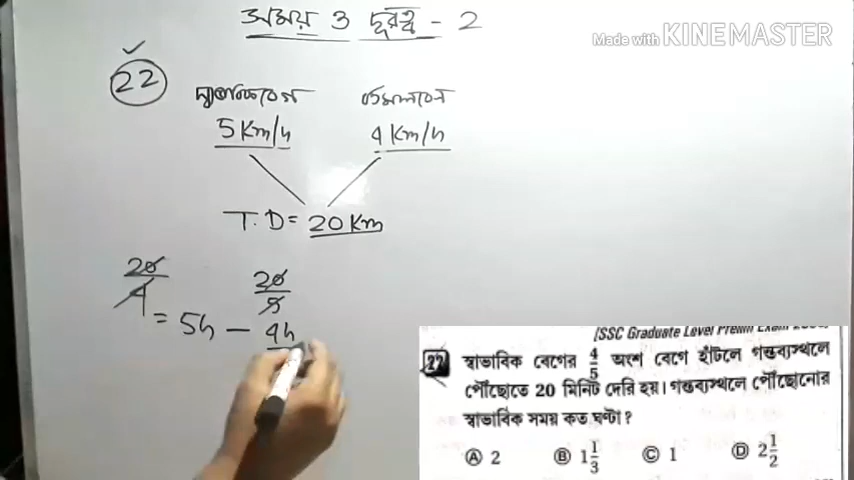 সময় ও দূরত্ব - 2
Made with KINEMASTER
22
স্বাভাবিকবেগ
5 Km/h
4 Km/h
T.D = 20 Km
20/4 = 5h - 20/5
4h
[SSC Graduate Level Prelim Exam
22 স্বাভাবিক বেগের 4/5 অংশ বেগে হাঁটলে গন্তব্যস্থলে
পৌঁছোতে 20 মিনিট দেরি হয়। গন্তব্যস্থলে পৌঁছোনোর
স্বাভাবিক সময় কত ঘণ্টা?
Ⓐ 2 Ⓑ 1 1/3 Ⓒ 1 Ⓓ 2 1/2